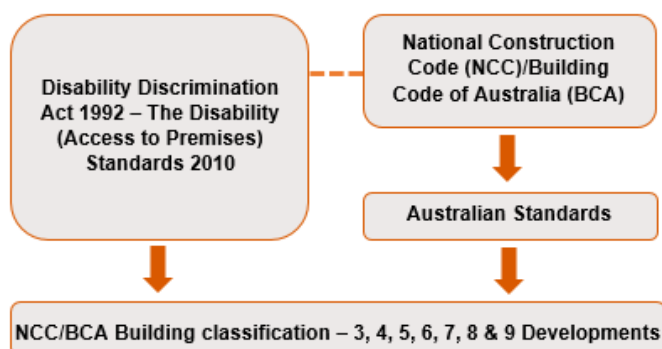 Disability Discrimination
Act 1992 – The Disability
(Access to Premises)
Standards 2010
National Construction
Code (NCC)/Building
Code of Australia (BCA)
Australian Standards
NCC/BCA Building classification – 3, 4, 5, 6, 7, 8 & 9 Developments